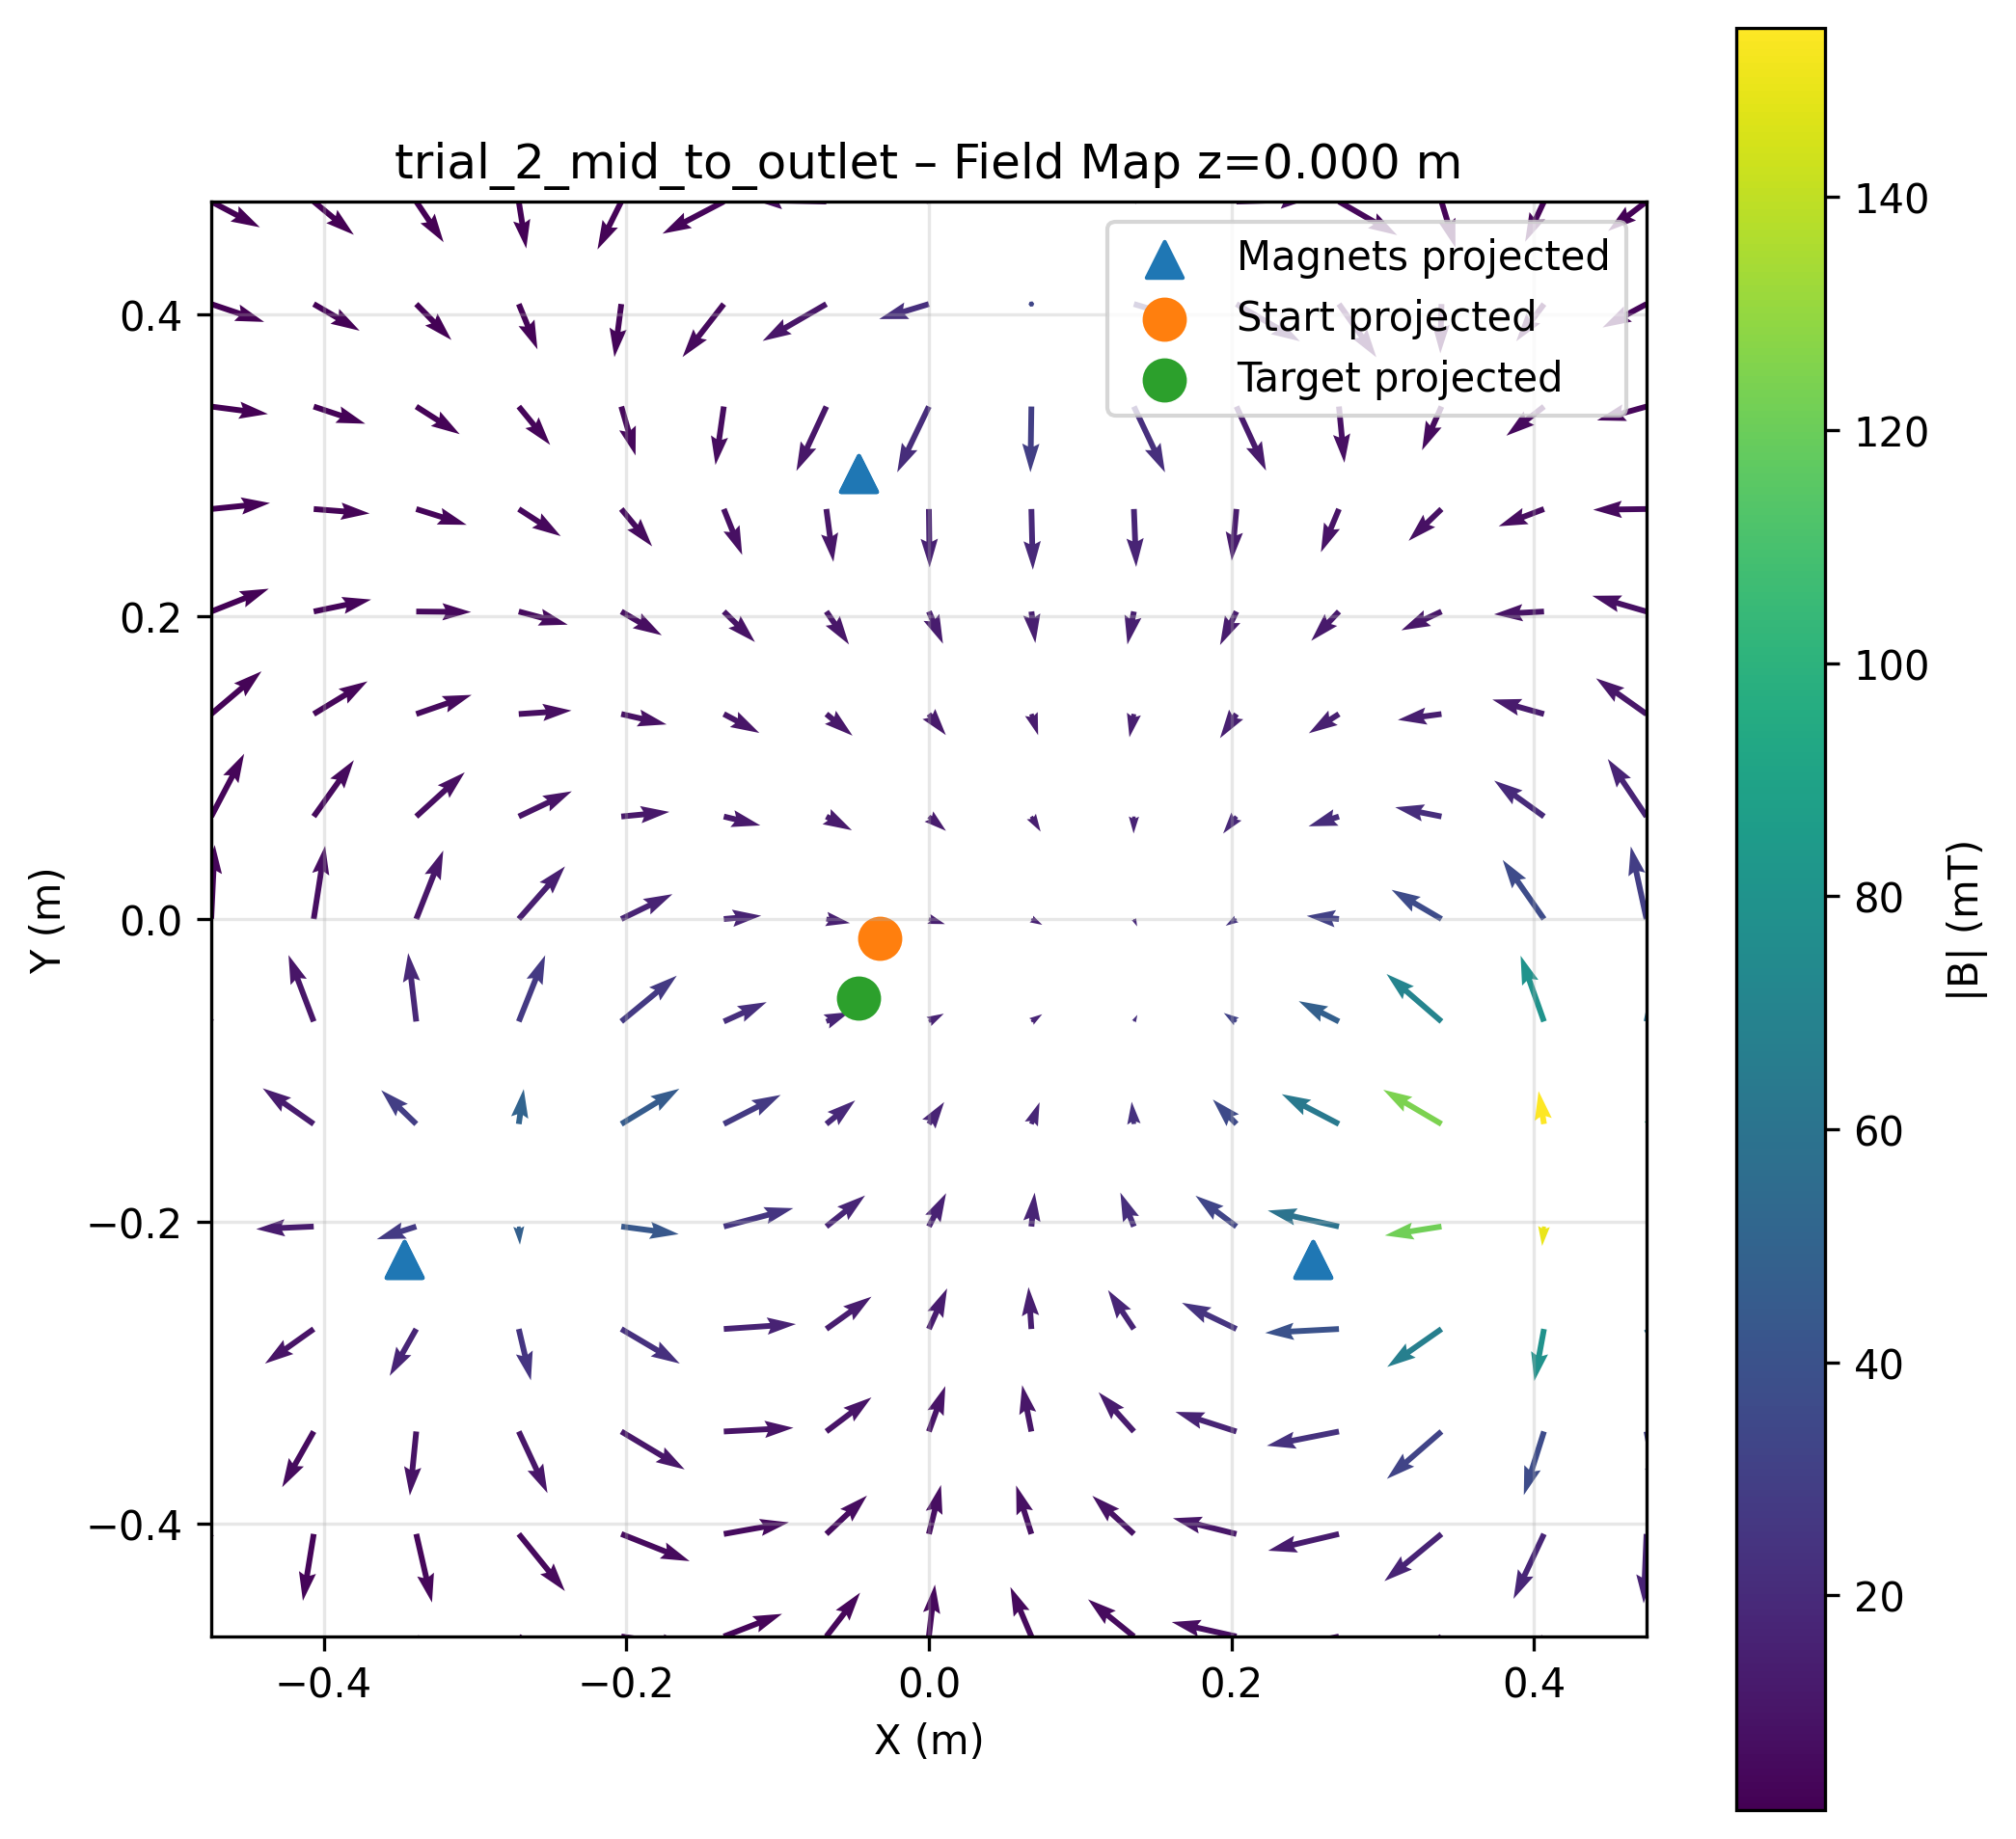 trial_2_mid_to_outlet – Field Map z=0.000 m
Magnets projected
Start projected
Target projected
0.4
0.2
0.0
−0.2
−0.4
Y (m)
−0.4
−0.2
0.0
0.2
0.4
X (m)
140
120
100
80
60
40
20
|B| (mT)